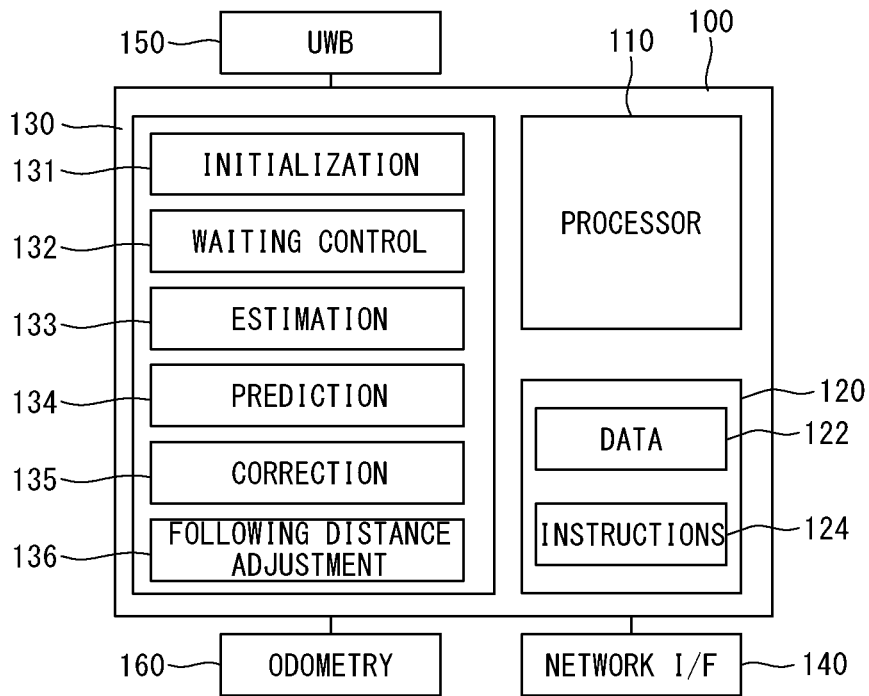 150
UWB
110
100
130
131
INITIALIZATION
132
WAITING CONTROL
133
ESTIMATION
134
PREDICTION
135
CORRECTION
136
FOLLOWING DISTANCE
ADJUSTMENT
PROCESSOR
120
DATA
122
INSTRUCTIONS
124
160
ODOMETRY
NETWORK I/F
140